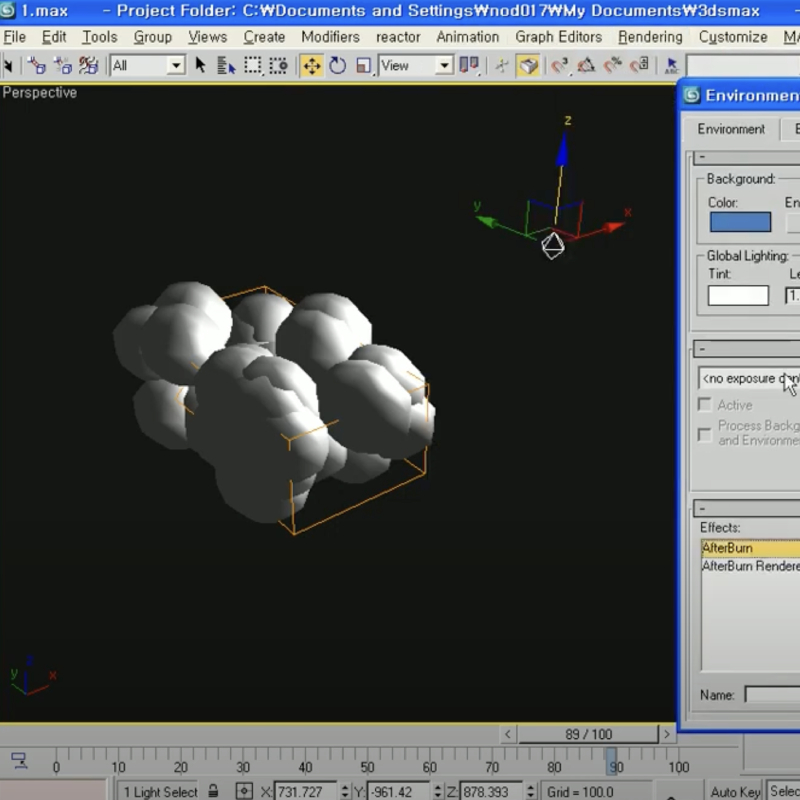 1.max - Project Folder: C:₩Documents and Settings₩nod017₩My Documents₩3dsmax
File Edit Tools Group Views Create Modifiers reactor Animation Graph Editors Rendering Customize MA
All View
Perspective
z
y
x
y
z
x
Environmen
Environment E
Background:
Color: En
Global Lighting:
Tint: Le
1.
<no exposure cont
Active
Process Backg
and Environme
Effects:
AfterBurn
AfterBurn Rendere
Name:
< 89 / 100 >
0 10 20 30 40 50 60 70 80 90 100
1 Light Select X: 731.727 Y: -961.42 Z: 878.393 Grid = 100.0 Auto Key Selec